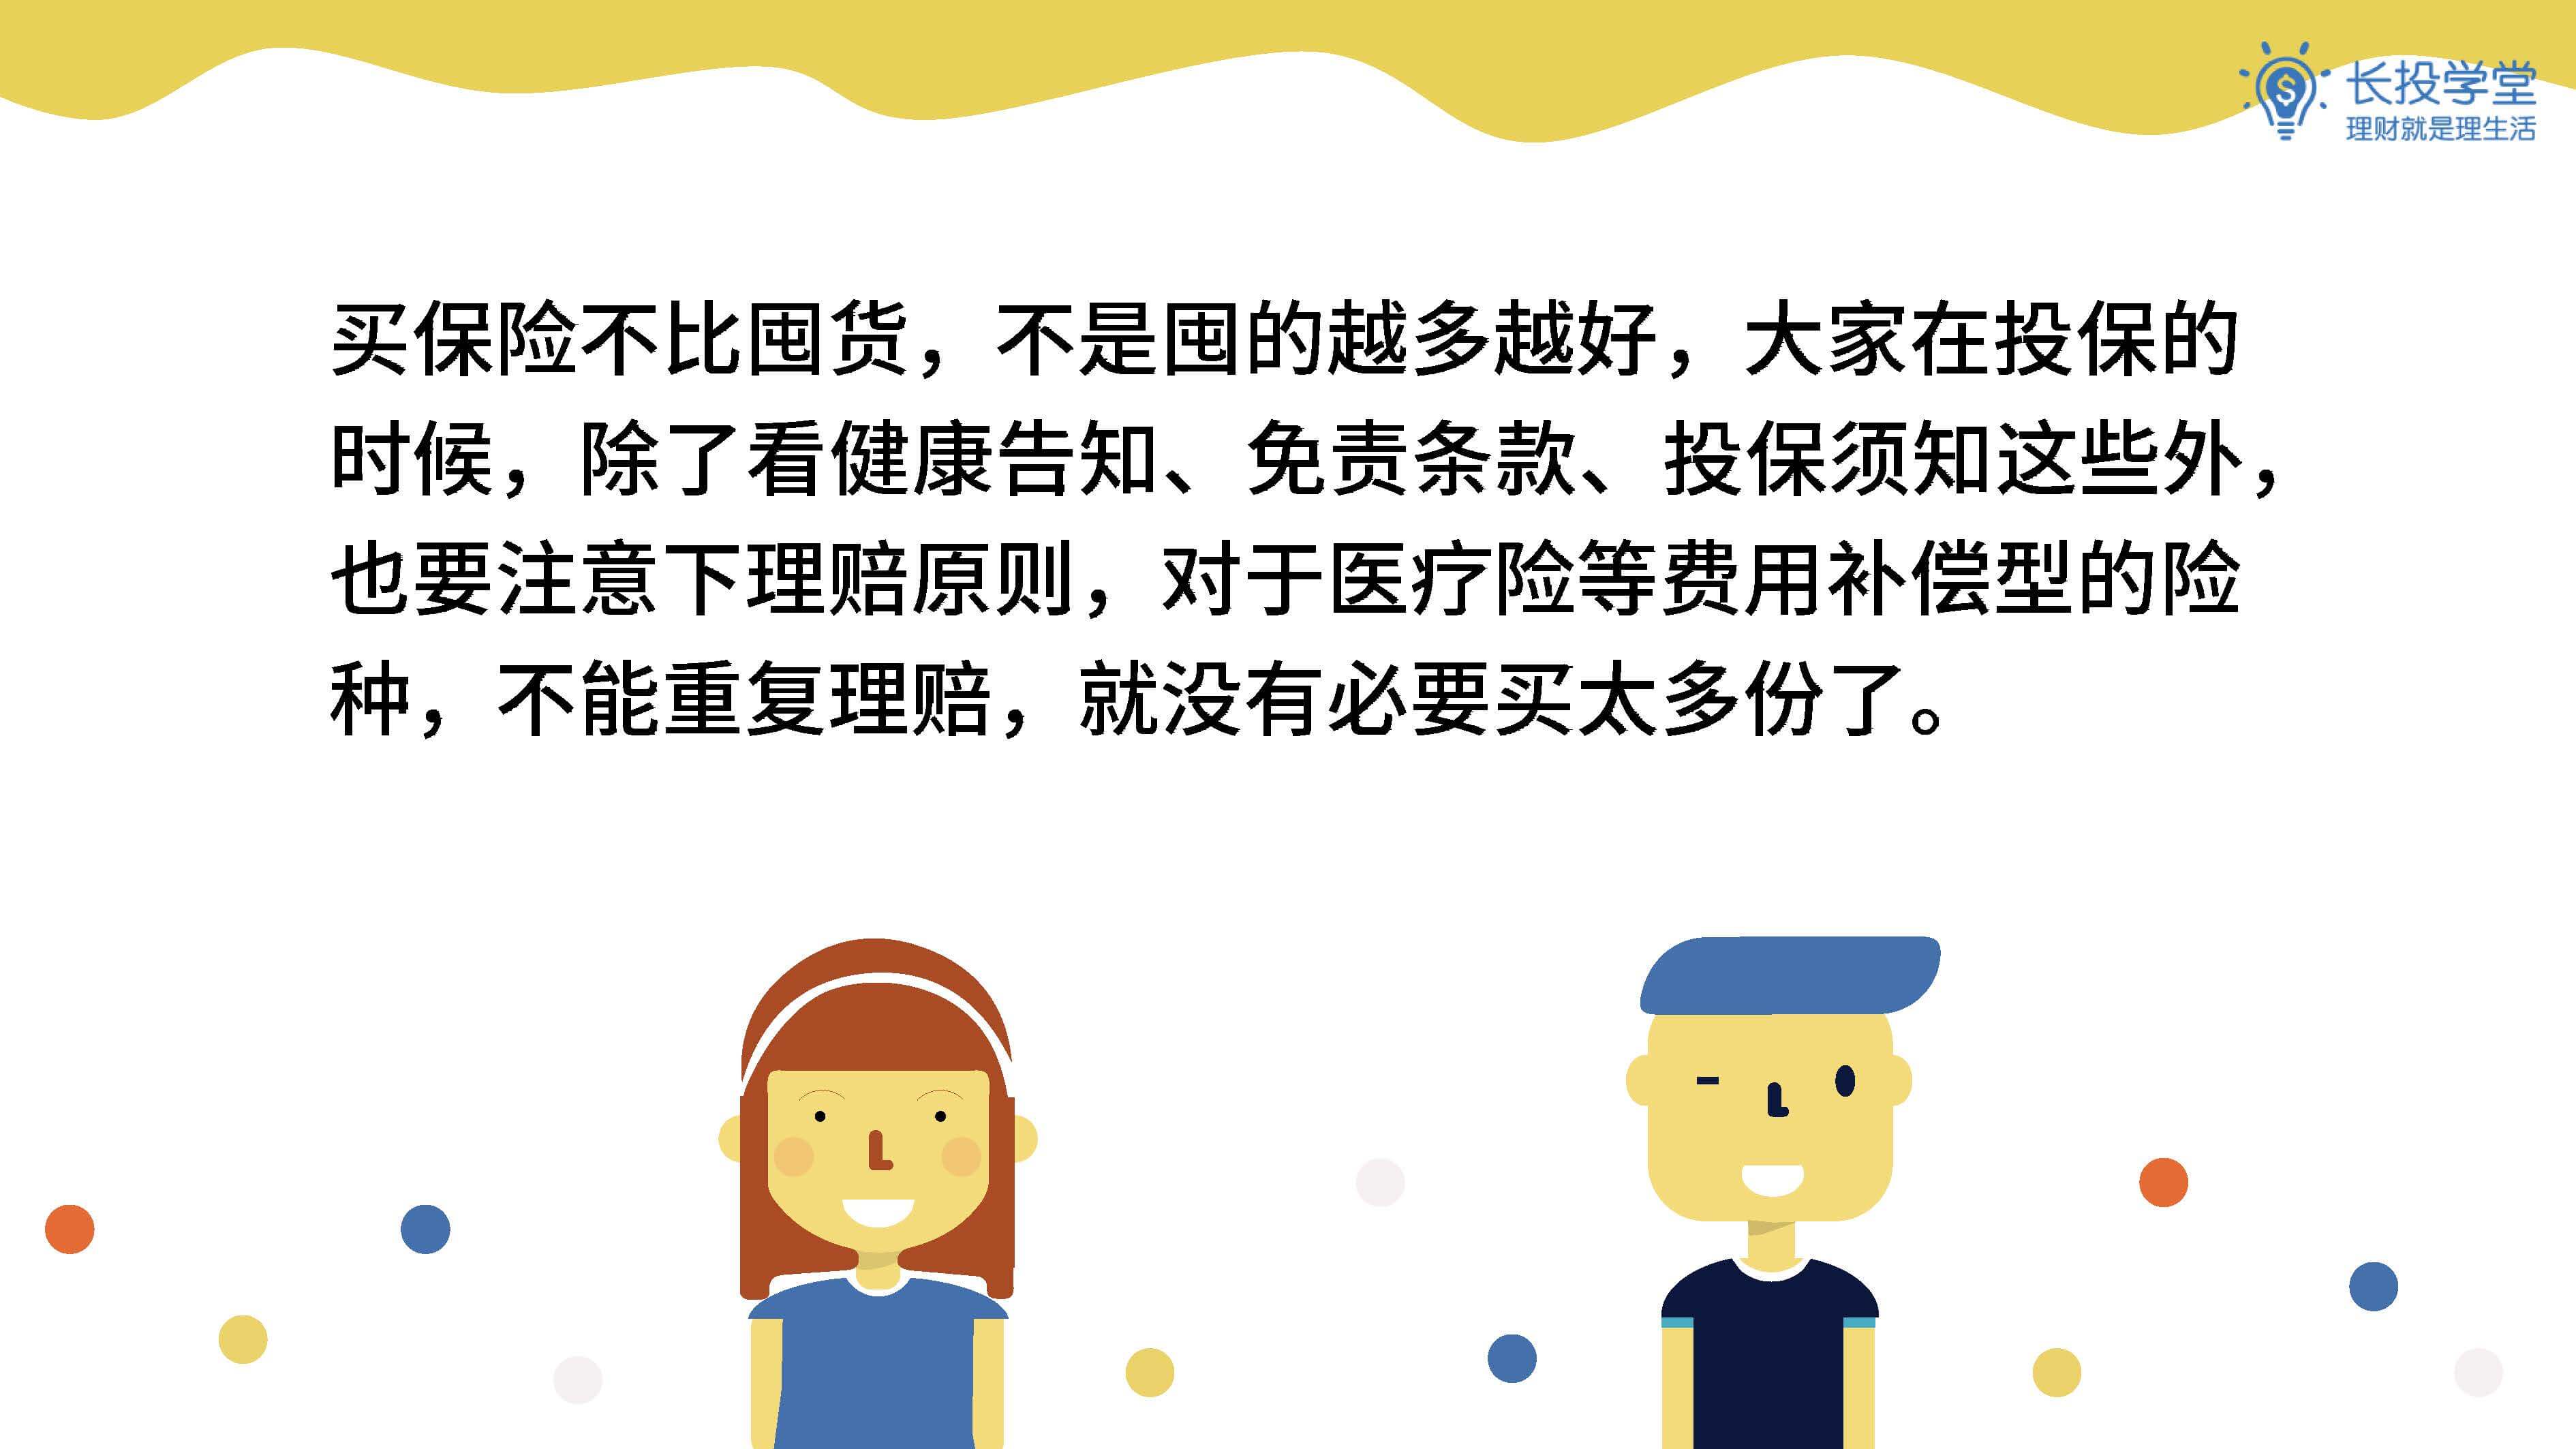 长投学堂
理财就是理生活
买保险不比囤货，不是囤的越多越好，大家在投保的
时候，除了看健康告知、免责条款、投保须知这些外，
也要注意下理赔原则，对于医疗险等费用补偿型的险
种，不能重复理赔，就没有必要买太多份了。